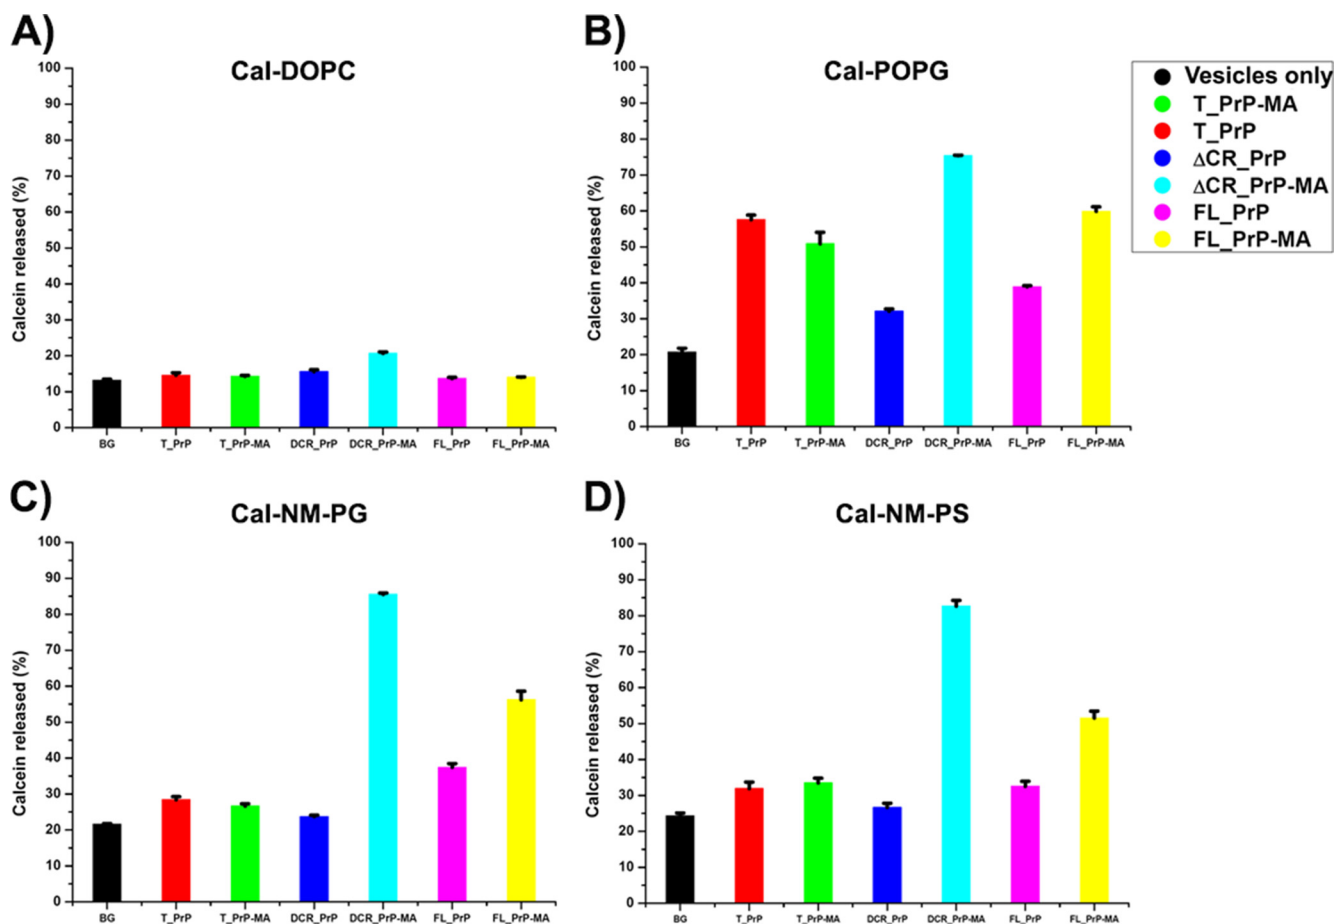 A)
Cal-DOPC
Calcein released (%)
100
90
80
70
60
50
40
30
20
10
0
BG T_PrP T_PrP-MA DCR_PrP DCR_PrP-MA FL_PrP FL_PrP-MA
B)
Cal-POPG
Calcein released (%)
100
90
80
70
60
50
40
30
20
10
0
BG T_PrP T_PrP-MA DCR_PrP DCR_PrP-MA FL_PrP FL_PrP-MA
Vesicles only
T_PrP-MA
T_PrP
ΔCR_PrP
ΔCR_PrP-MA
FL_PrP
FL_PrP-MA
C)
Cal-NM-PG
Calcein released (%)
100
90
80
70
60
50
40
30
20
10
0
BG T_PrP T_PrP-MA DCR_PrP DCR_PrP-MA FL_PrP FL_PrP-MA
D)
Cal-NM-PS
Calcein released (%)
100
90
80
70
60
50
40
30
20
10
0
BG T_PrP T_PrP-MA DCR_PrP DCR_PrP-MA FL_PrP FL_PrP-MA